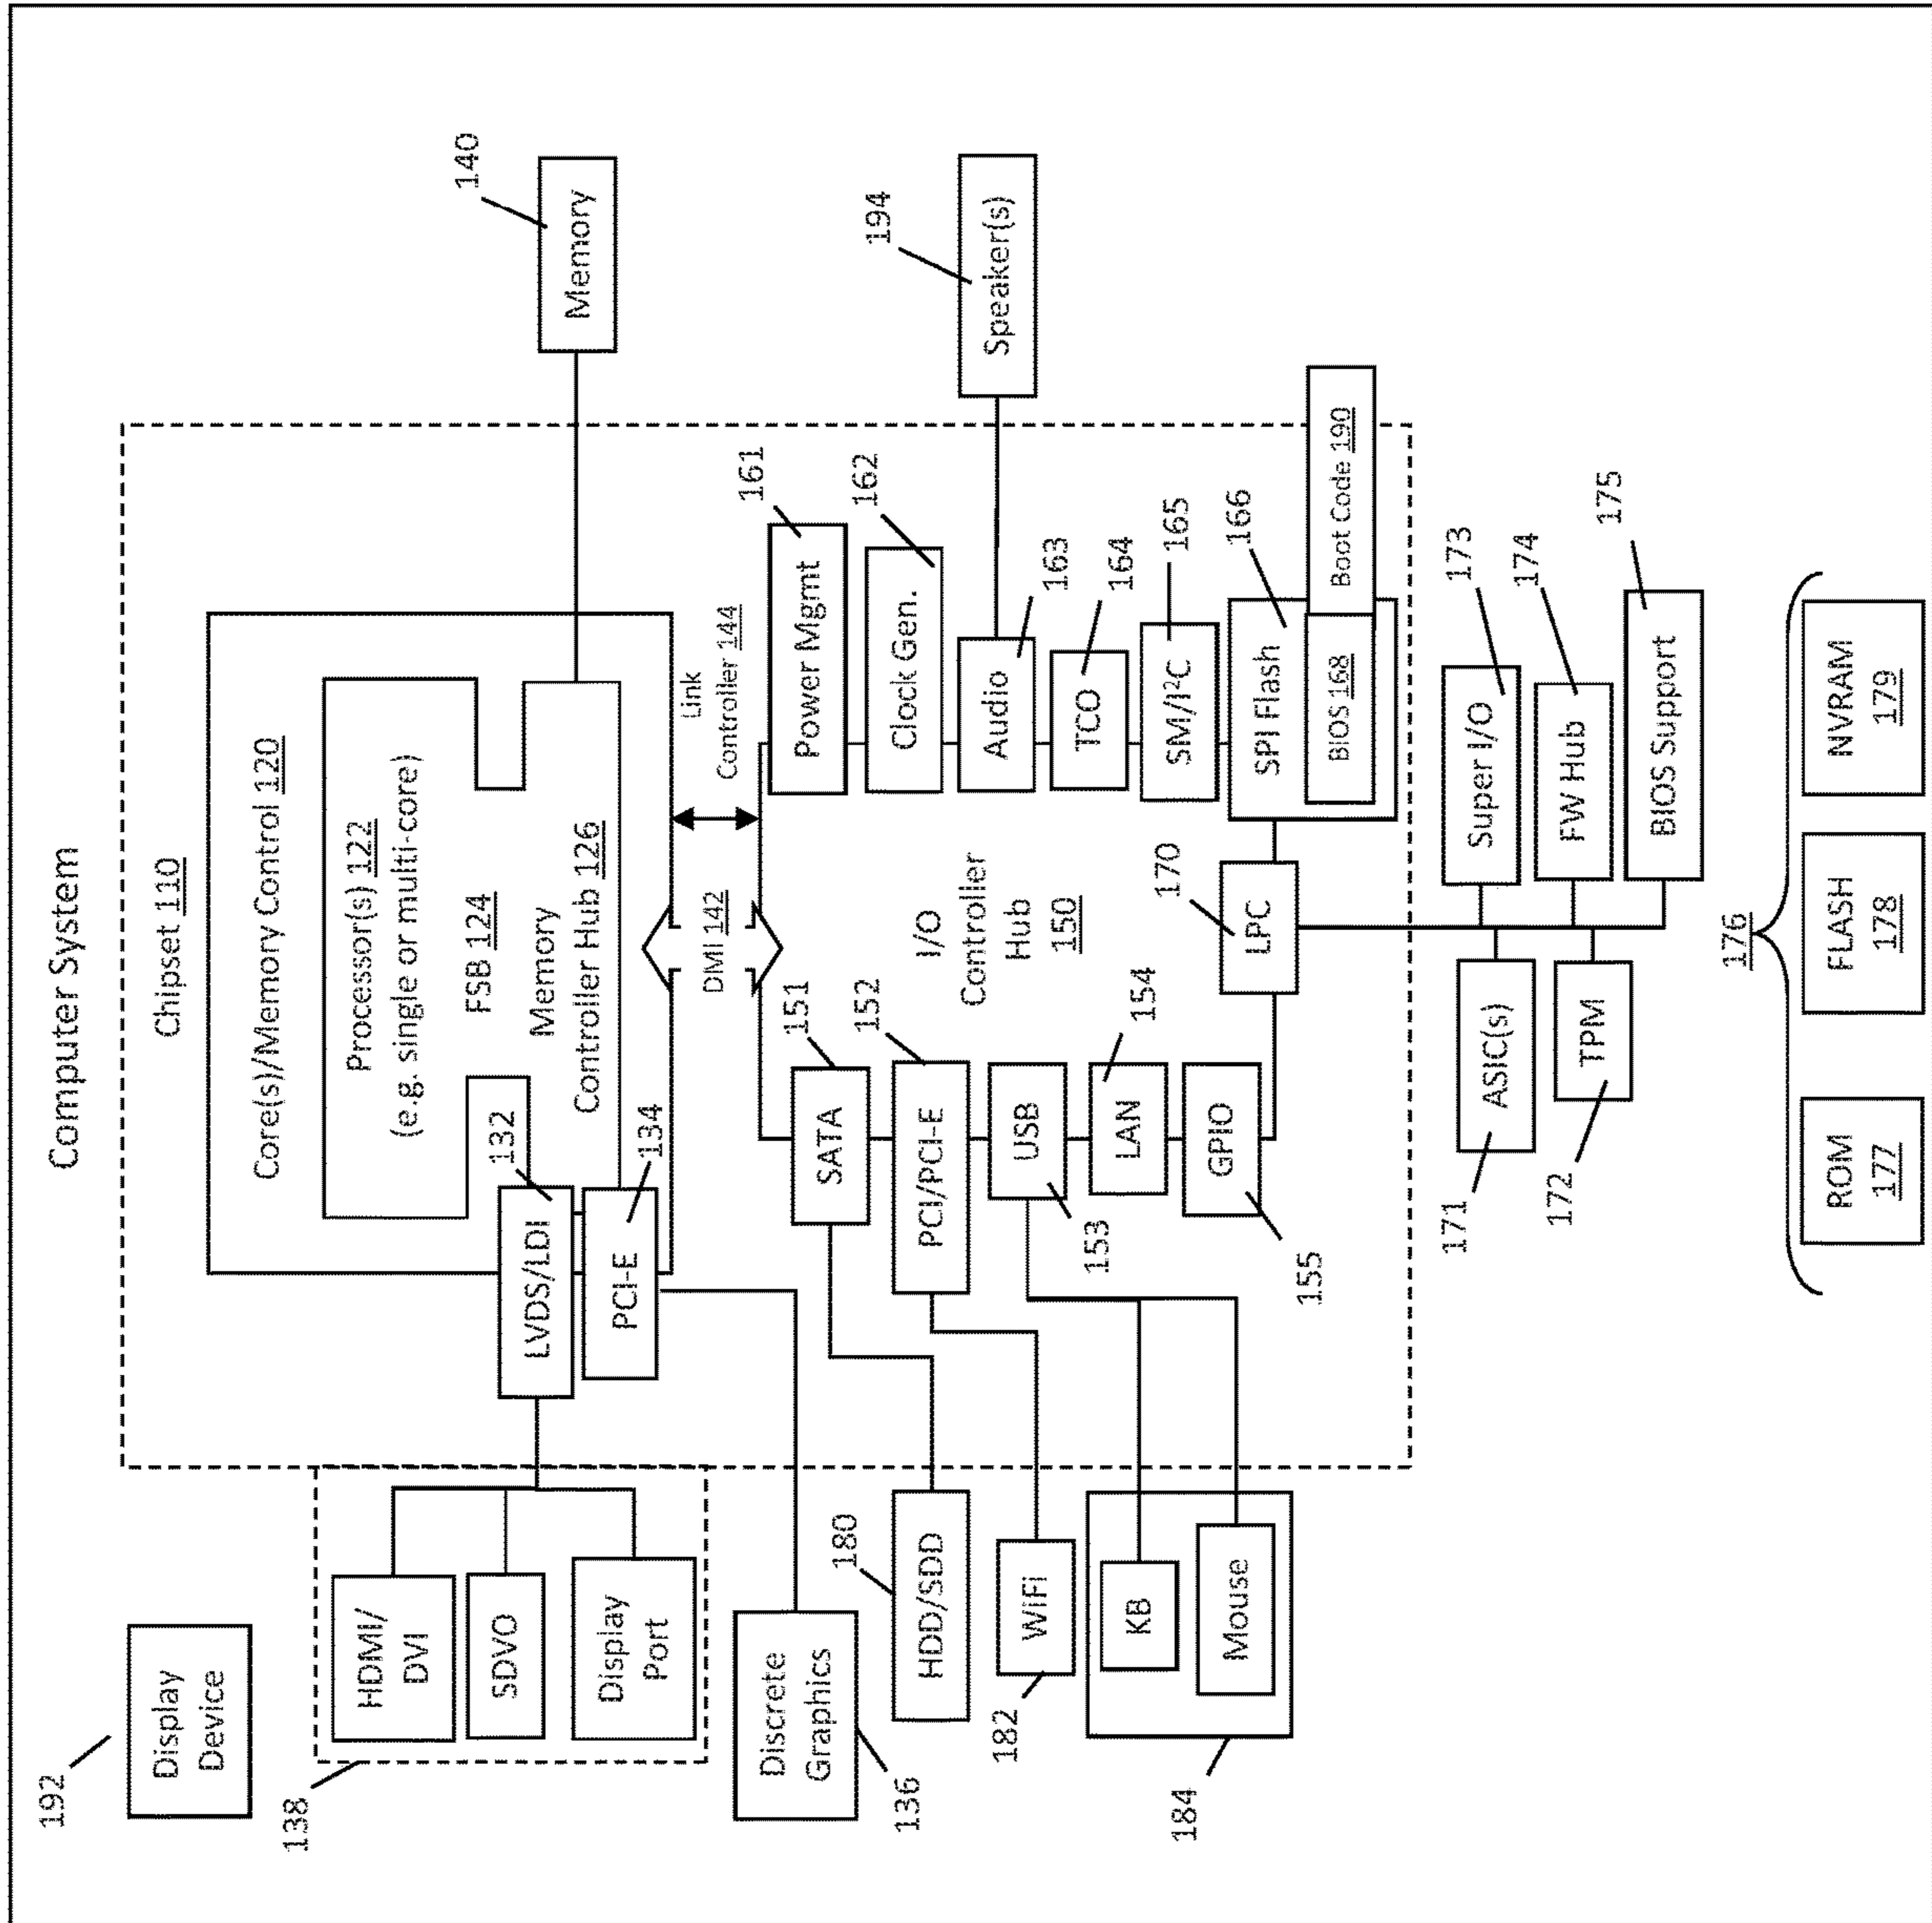 Computer System
192
Display
Device
Chipset 110
Core(s)/Memory Control 120
140
138
HDMI/
DVI
SDVO
Display
Port
Processor(s) 122
(e.g. single or multi-core)
FSB 124
132
LVDS/LDI
Memory
Controller Hub 126
Memory
PCI-E
134
Discrete
Graphics
136
DMI 142
Link
Controller 144
151
SATA
Power Mgmt
161
180
HDD/SDD
152
PCI/PCI-E
I/O
Controller
Hub
150
Clock Gen.
162
194
WiFi
182
USB
153
Audio
163
Speaker(s)
154
LAN
TCO
164
184
KB
Mouse
GPIO
155
SM/I²C
165
170
LPC
SPI Flash
166
BIOS 168
Boot Code 190
171
ASIC(s)
Super I/O
173
172
TPM
FW Hub
174
BIOS Support
175
176
ROM
177
FLASH
178
NVRAM
179